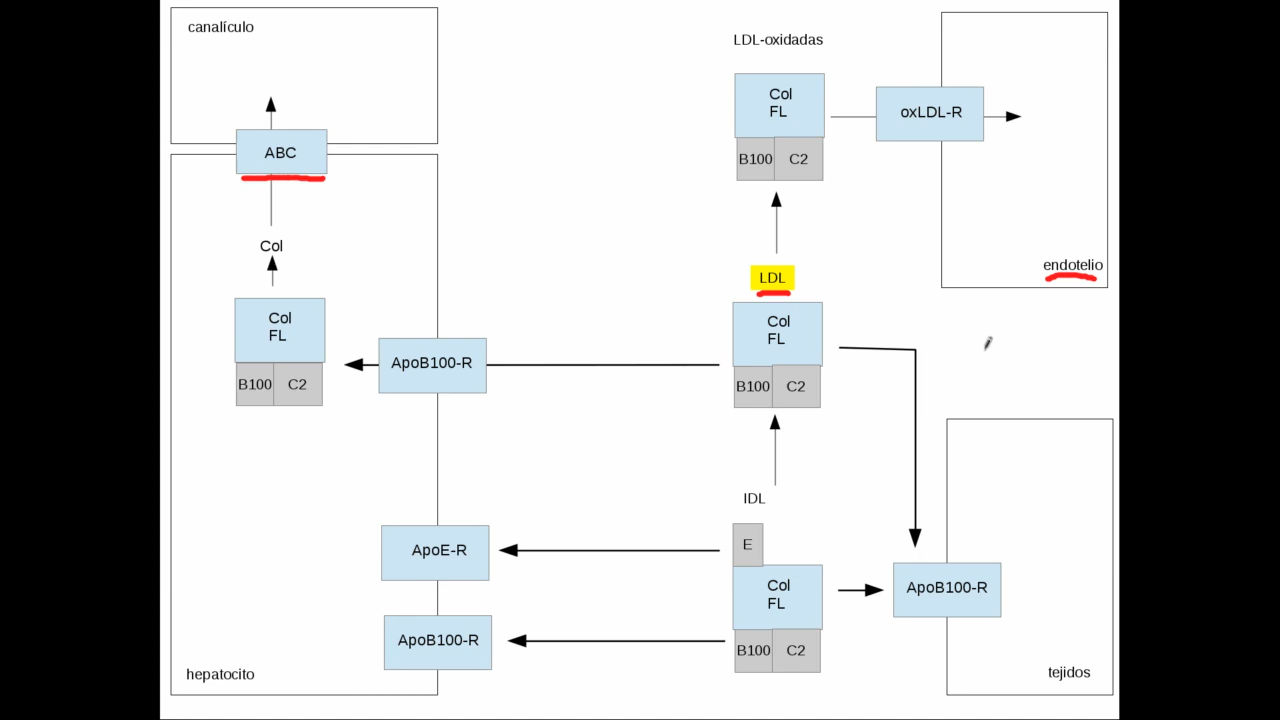 canalículo
ABC
Col
Col
FL
B100 C2
ApoB100-R
ApoE-R
ApoB100-R
hepatocito
LDL-oxidadas
Col
FL
B100 C2
LDL
Col
FL
B100 C2
IDL
E
Col
FL
B100 C2
oxLDL-R
endotelio
ApoB100-R
tejidos